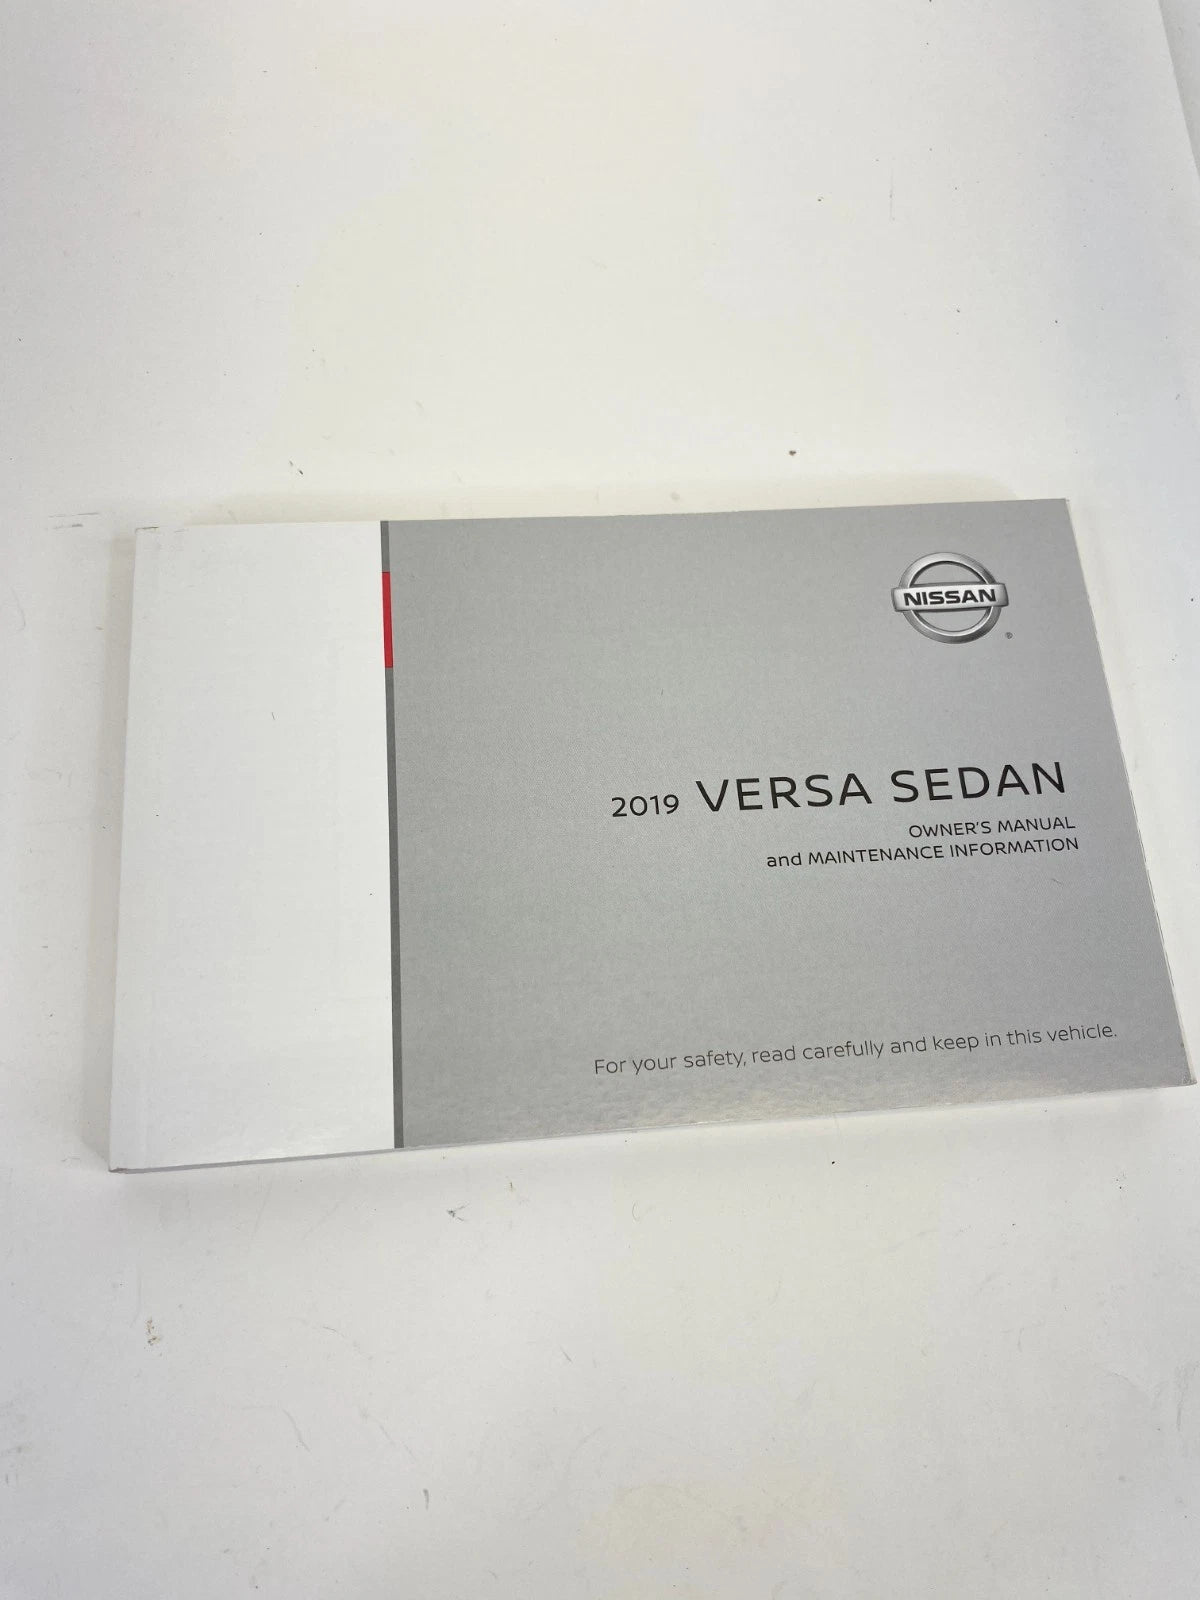 NISSAN
®
2019 VERSA SEDAN
OWNER'S MANUAL
and MAINTENANCE INFORMATION
For your safety, read carefully and keep in this vehicle.